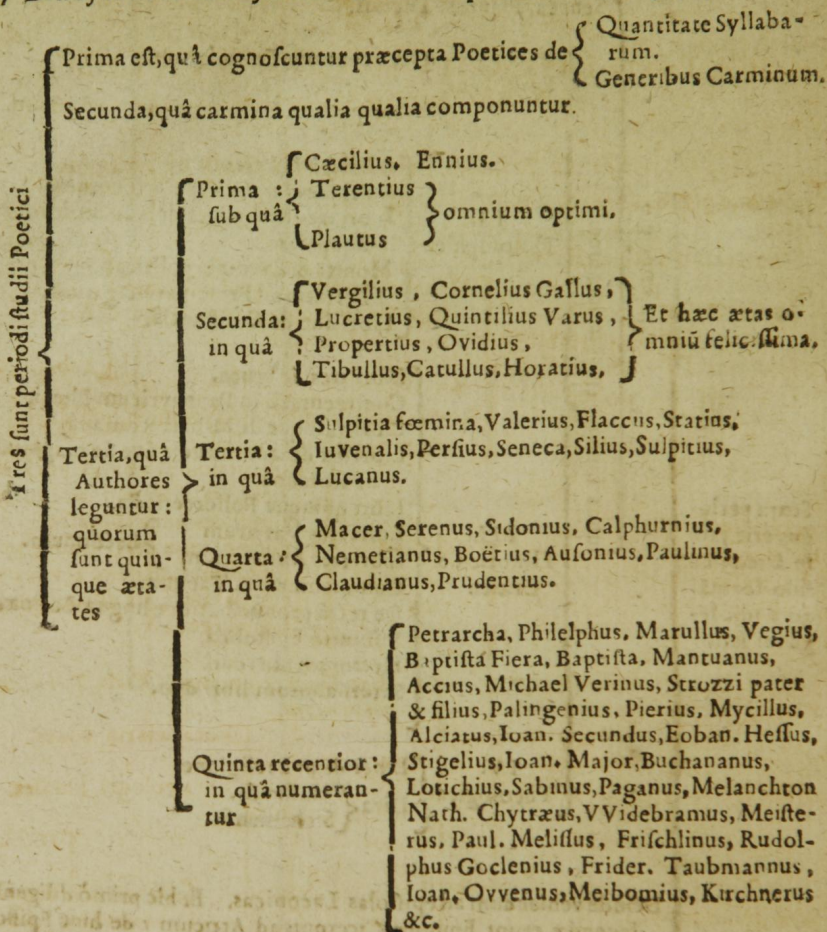 Tres ſunt periodi ſtudii Poetici
Prima eſt, quâ cognoſcuntur præcepta Poetices de
Quantitate Syllaba-
rum.
Generibus Carminum.
Secunda, quâ carmina qualia qualia componuntur.
Tertia, quâ
Authores
leguntur:
quorum
ſunt quin-
que æta-
tes
Prima:
ſub quâ
Cæcilius, Ennius.
Terentius
Plautus
omnium optimi.
Secunda:
in quâ
Vergilius, Cornelius Gallus,
Lucretius, Quintilius Varus,
Propertius, Ovidius,
Tibullus, Catullus, Horatius.
Et hæc ætas o-
mniū felic ſſima.
Tertia:
in quâ
Sulpitia fœmina, Valerius, Flaccus, Statius,
Iuvenalis, Perſius, Seneca, Silius, Sulpitius,
Lucanus.
Quarta:
in quâ
Macer, Serenus, Sidonius, Calphurnius,
Nemetianus, Boëtius, Auſonius, Paulinus,
Claudianus, Prudentius.
Quinta recentior:
in quâ numeran-
tur
Petrarcha, Philelphus, Marullus, Vegius,
Baptiſta Fiera, Baptiſta, Mantuanus,
Accius, Michael Verinus, Strozzi pater
& filius, Palingenius, Pierius, Mycillus,
Alciatus, Ioan. Secundus, Eoban. Heſſus,
Stigelius, Ioan. Major, Buchananus,
Lotichius, Sabinus, Paganus, Melanchton
Nath. Chytræus, VVidebramus, Meiſte-
rus, Paul. Meliſſus, Friſchlinus, Rudol-
phus Goclenius, Frider. Taubmannus,
Ioan. Ovvenus, Meibomius, Kirchnerus
&c.